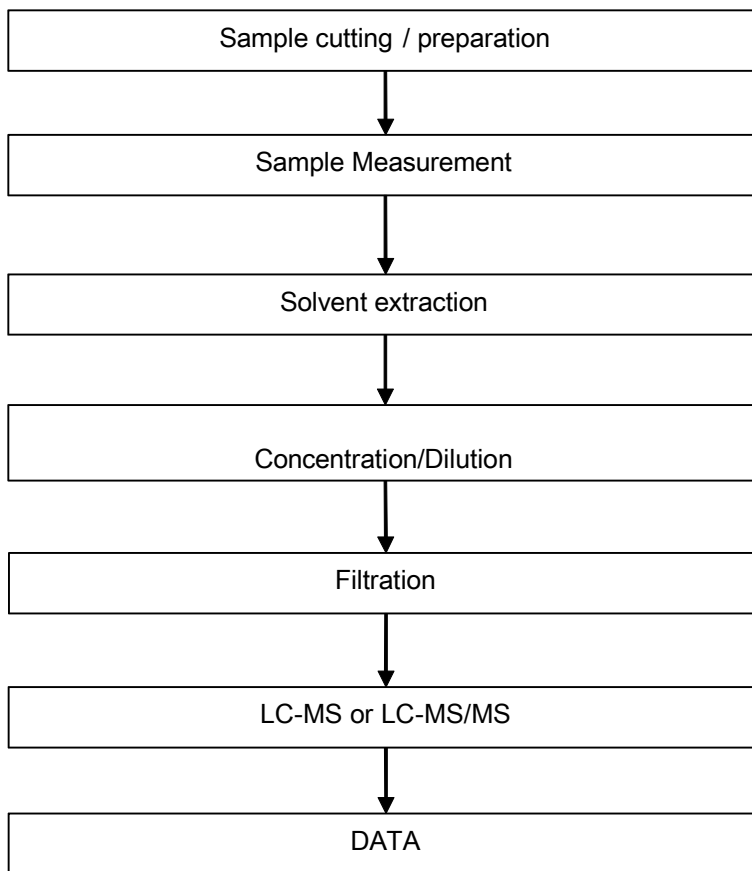 Sample cutting / preparation
Sample Measurement
Solvent extraction
Concentration/Dilution
Filtration
LC-MS or LC-MS/MS
DATA